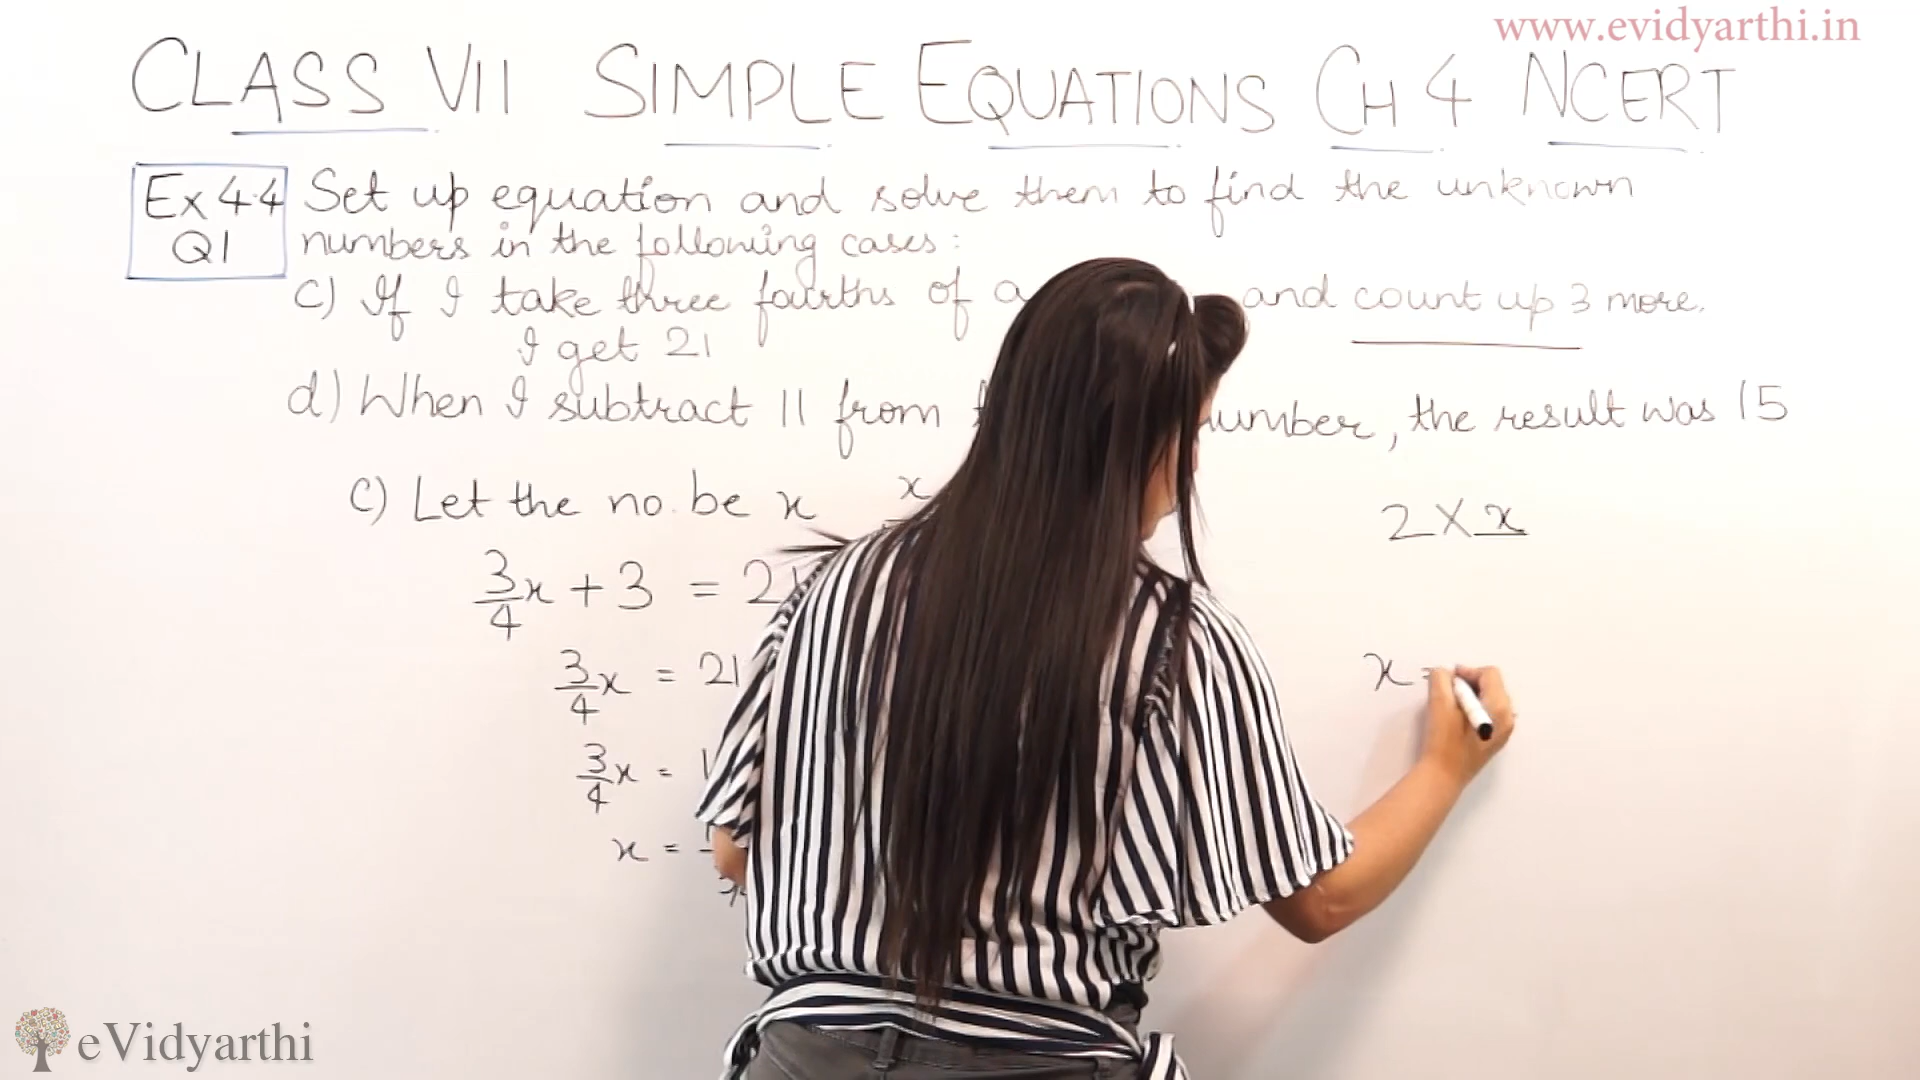 www.evidyarthi.in
CLASS VII SIMPLE EQUATIONS CH 4 NCERT
Ex 4.4 Set up equation and solve them to find the unknown
Q1 numbers in the following cases:
c) If I take three fourths of a and count up 3 more.
I get 21
d) When I subtract 11 from number, the result was 15
c) Let the no. be x x 2 X x
3/4 x + 3 = 21
3/4 x = 21 x =
3/4 x =
x =
eVidyarthi